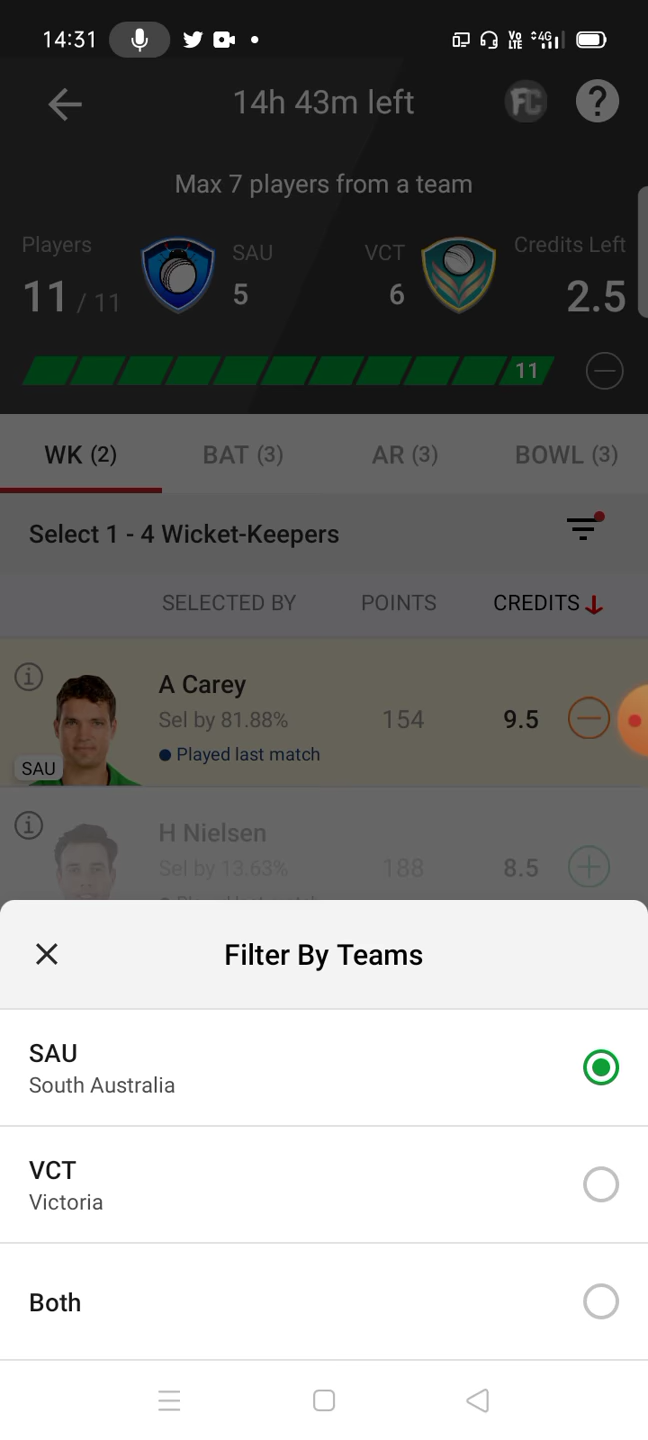 14:31
Vo LTE 4G
14h 43m left
FC
?
Max 7 players from a team
Players
SAU
VCT
Credits Left
11 / 11
5
6
2.5
11
WK (2)
BAT (3)
AR (3)
BOWL (3)
Select 1 - 4 Wicket-Keepers
SELECTED BY
POINTS
CREDITS
A Carey
Sel by 81.88%
154
9.5
Played last match
SAU
H Nielsen
Sel by 13.63%
188
8.5
Filter By Teams
SAU
South Australia
VCT
Victoria
Both